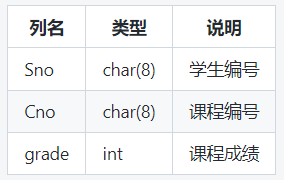 列名 类型 说明
Sno char(8) 学生编号
Cno char(8) 课程编号
grade int 课程成绩